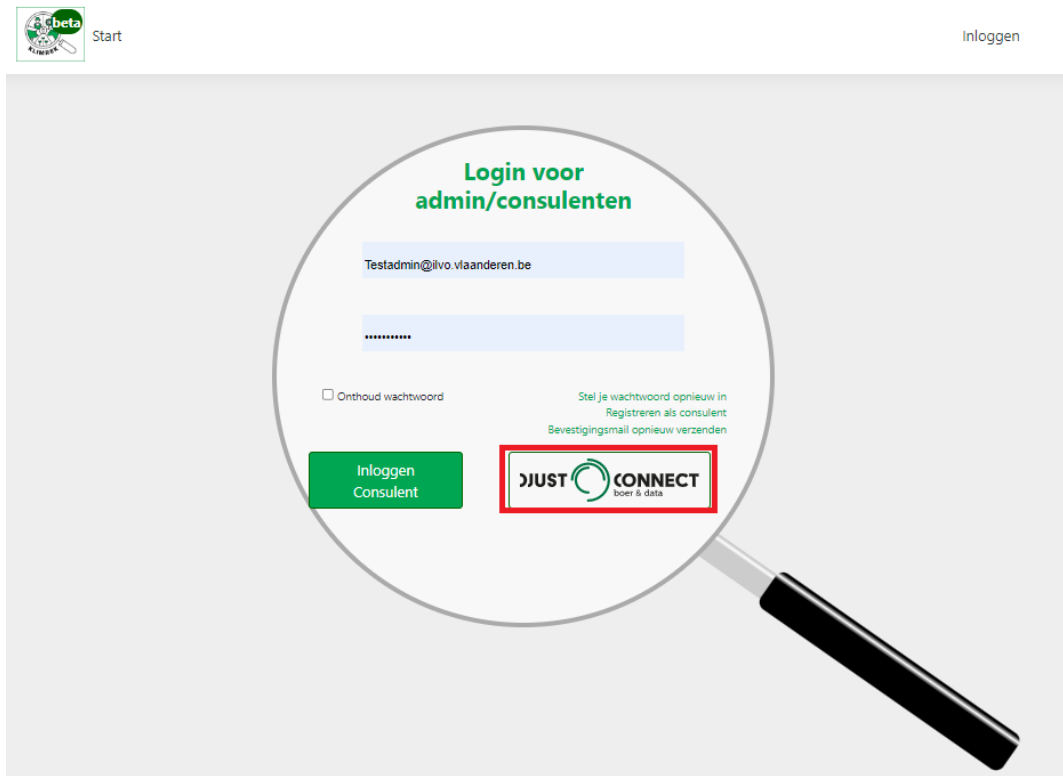 beta
KLIMREK
Start
Inloggen
Login voor
admin/consulenten
Testadmin@ilvo.vlaanderen.be
•••••••••••
Onthoud wachtwoord
Stel je wachtwoord opnieuw in
Registreren als consulent
Bevestigingsmail opnieuw verzenden
Inloggen
Consulent
DJUST CONNECT
boer & data